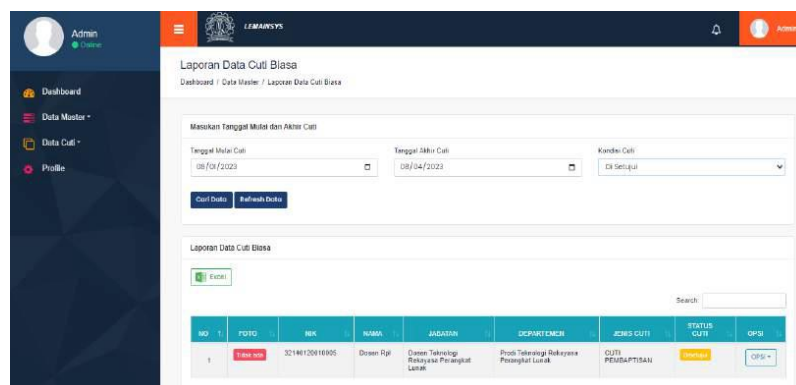 Admin
Online
LEMAINSYS
Admin
Laporan Data Cuti Biasa
Dashboard / Data Master / Laporan Data Cuti Biasa
Dashboard
Data Master
Data Cuti
Profile
Masukan Tanggal Mulai dan Akhir Cuti
Tanggal Mulai Cuti Tanggal Akhir Cuti Kondisi Cuti
08/01/2023 08/04/2023 Di Setujui
Cari Data Refresh Data
Laporan Data Cuti Biasa
Excel
Search:
NO FOTO NIK NAMA JABATAN DEPARTEMEN JENIS CUTI STATUS CUTI OPSI
1 Tidak ada 32146120010005 Dosen Rpl Dosen Teknologi Rekayasa Perangkat Lunak Prodi Teknologi Rekayasa Perangkat Lunak CUTI PEMBAPTISAN Disetujui OPSI